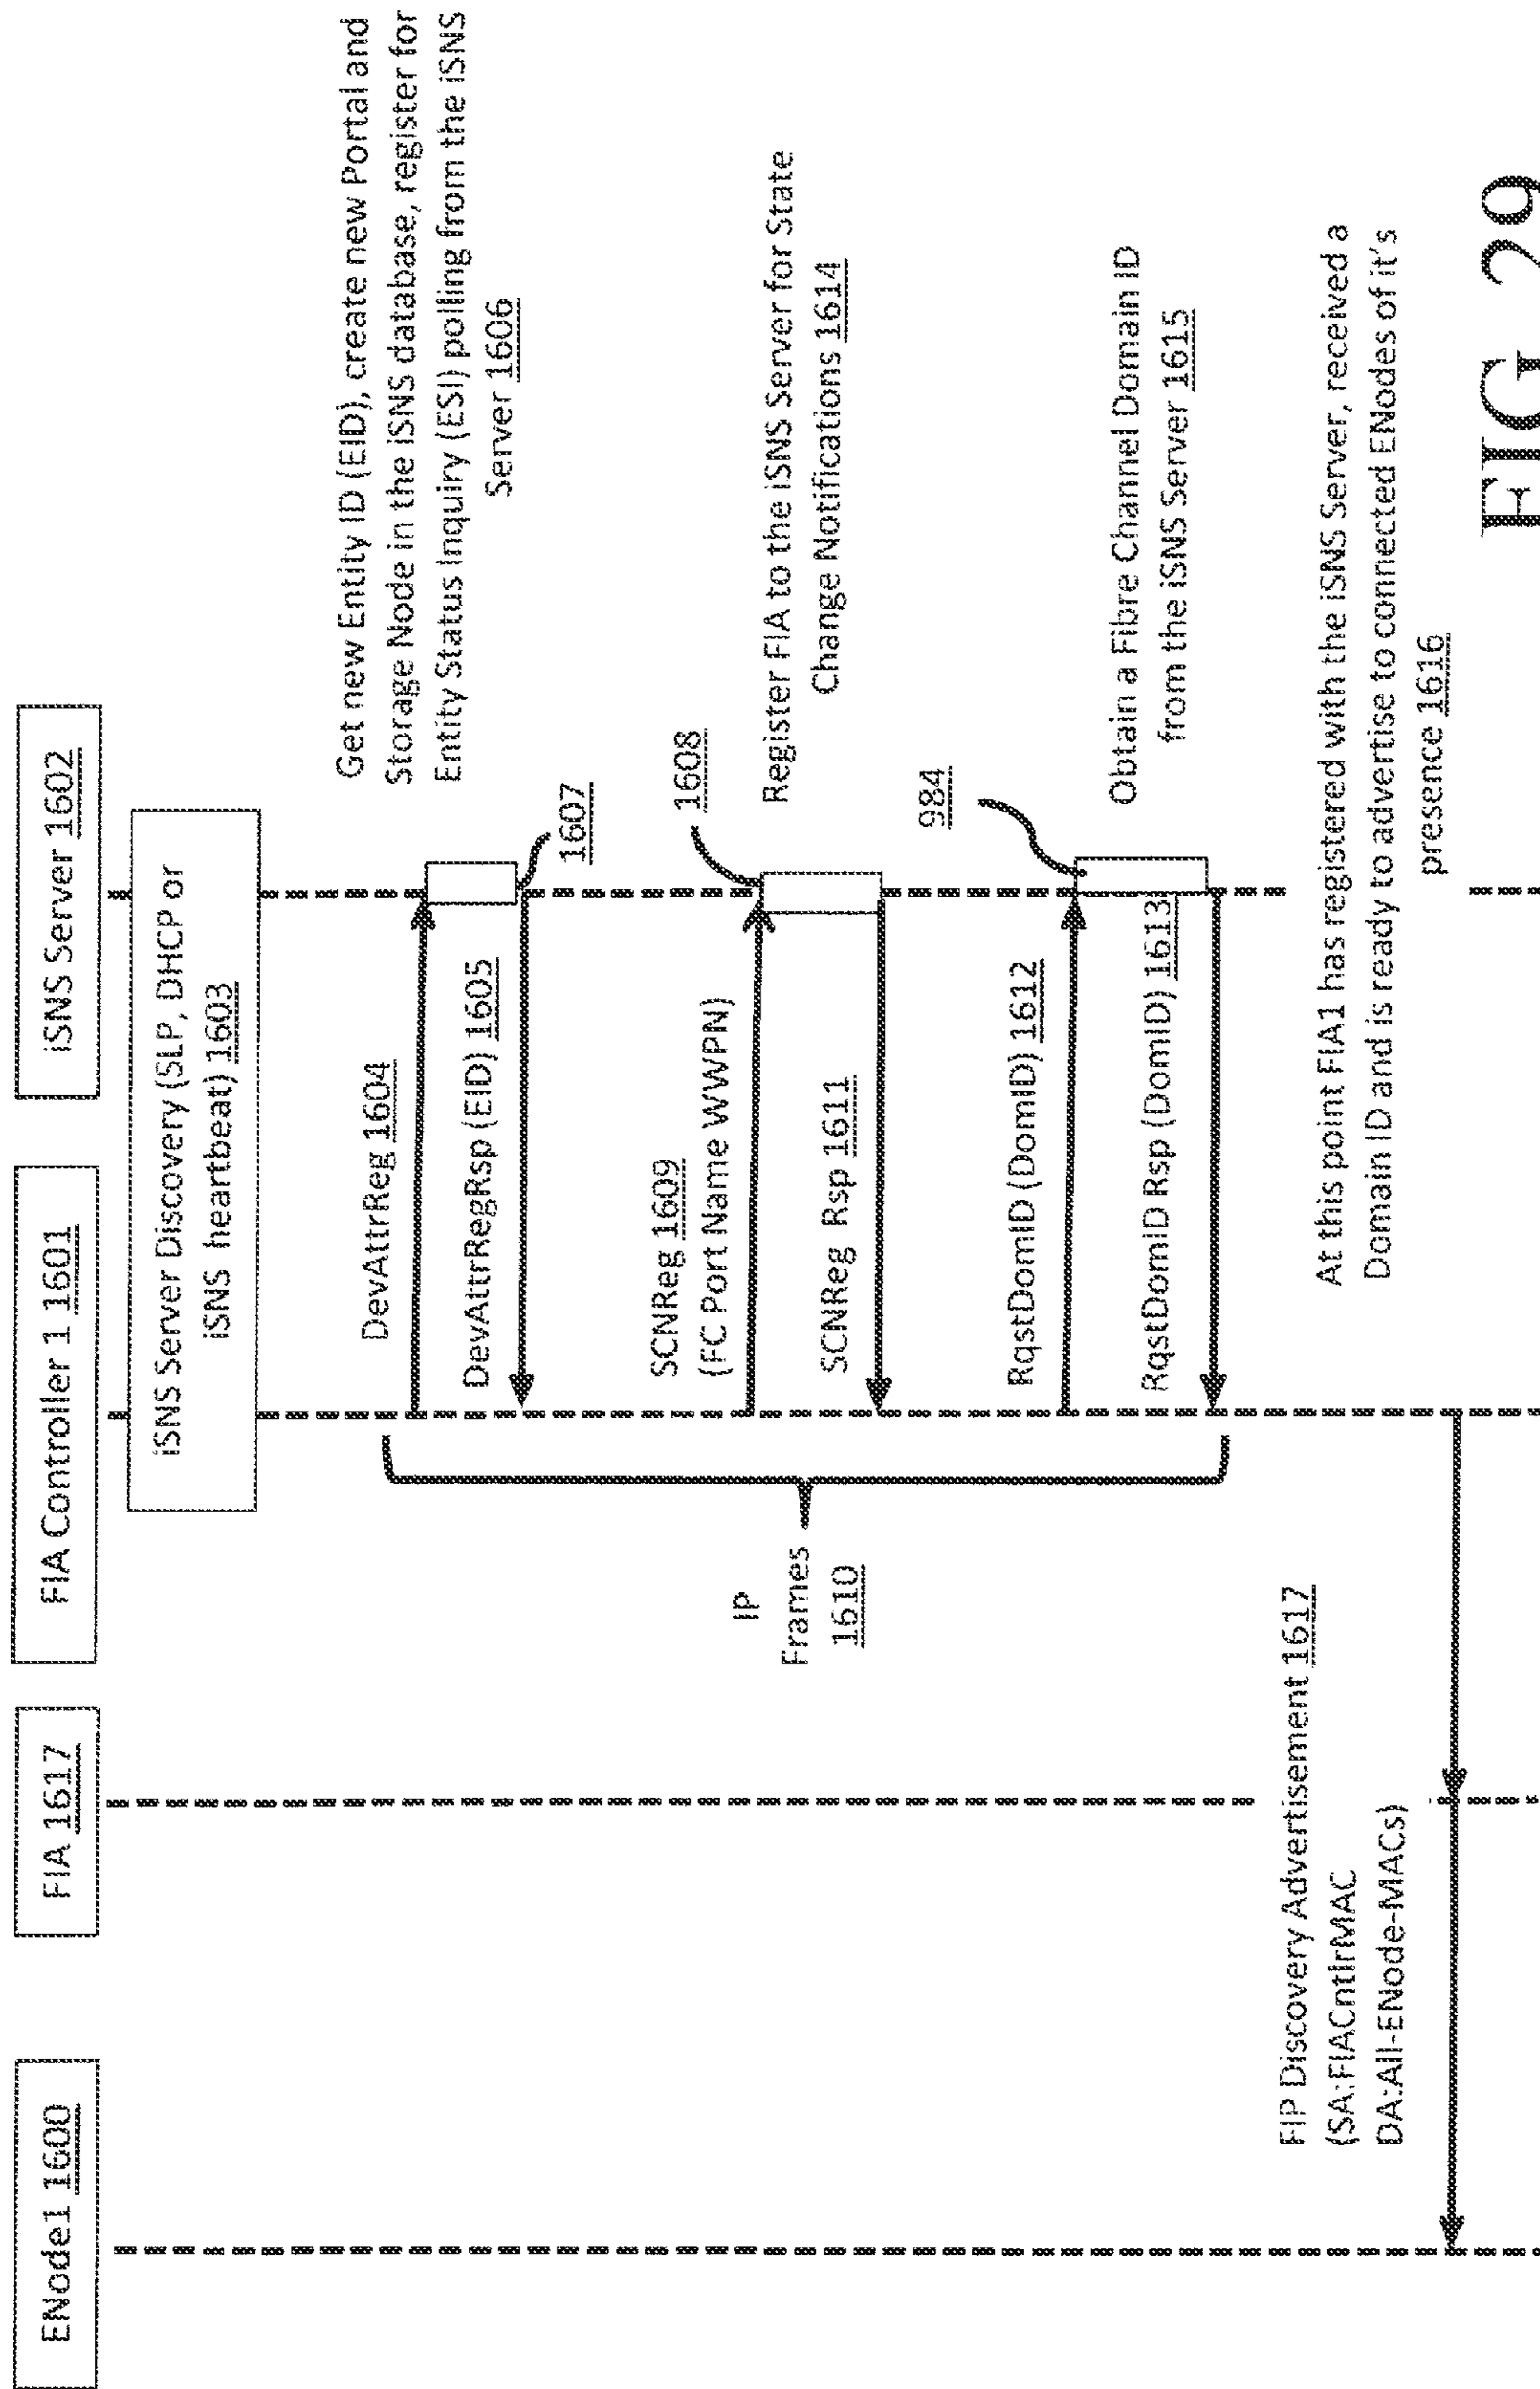 ENode1 1600
FIA 1617
FIA Controller 1 1601
iSNS Server 1602
iSNS Server Discovery (SLP, DHCP or
iSNS heartbeat) 1603
DevAttrReg 1604
DevAttrRegRsp (EID) 1605
1607
Get new Entity ID (EID), create new Portal and
Storage Node in the iSNS database, register for
Entity Status Inquiry (ESI) polling from the iSNS
Server 1606
SCNReg 1609
(FC Port Name WWPN)
1608
Register FIA to the iSNS Server for State
Change Notifications 1614
IP
Frames
1610
SCNReg Rsp 1611
RqstDomID (DomID) 1612
984
Obtain a Fibre Channel Domain ID
from the iSNS Server 1615
RqstDomID Rsp (DomID) 1613
FIP Discovery Advertisement 1617
(SA:FIACntlrMAC
DA:All-ENode-MACs)
At this point FIA1 has registered with the iSNS Server, received a
Domain ID and is ready to advertise to connected ENodes of it's
presence 1616
FIG 29